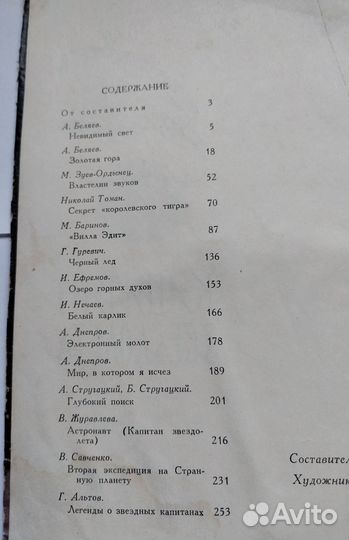 СОДЕРЖАНИЕ
От составителя 3
А. Беляев.
Невидимый свет 5
А. Беляев.
Золотая гора 18
М. Зуев-Ордынец.
Властелин звуков 52
Николай Томан.
Секрет «королевского тигра» 70
М. Баринов.
«Вилла Эдит» 87
Г. Гуревич.
Черный лед 136
И. Ефремов.
Озеро горных духов 153
И. Нечаев.
Белый карлик 166
А. Днепров.
Электронный молот 178
А. Днепров.
Мир, в котором я исчез 189
А. Стругацкий, Б. Стругацкий.
Глубокий поиск 201
В. Журавлева.
Астронавт (Капитан звездо-
лета) 216
В. Савченко.
Вторая экспедиция на Стран-
ную планету 231
Г. Альтов.
Легенды о звездных капитанах 253
Составител
Художник
Avito